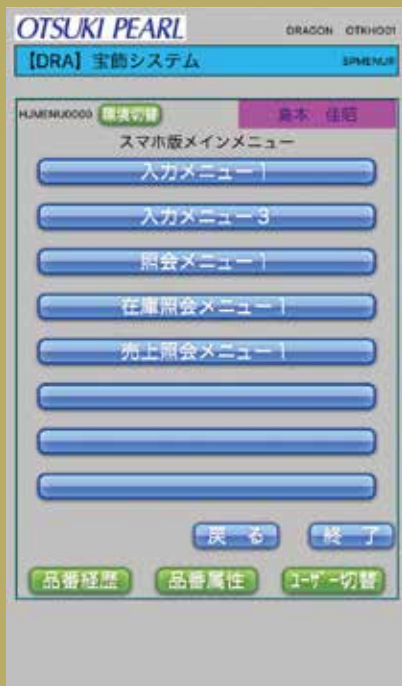 OTSUKI PEARL DRAGON OTKH001
【DRA】宝飾システム SPMENUR
HJMENU0000 環境切替 島本 佳昭
スマホ版メインメニュー
入力メニュー1
入力メニュー3
照会メニュー1
在庫照会メニュー1
売上照会メニュー1
戻 る 終 了
品番経歴 品番属性 ユーザー切替